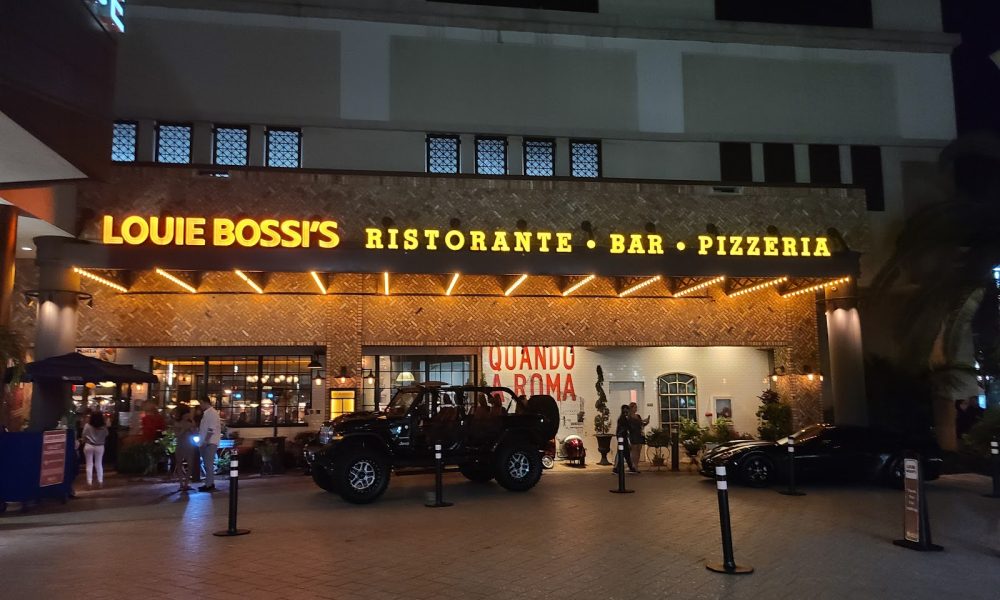 LOUIE BOSSI'S RISTORANTE • BAR • PIZZERIA
QUANDO
A ROMA